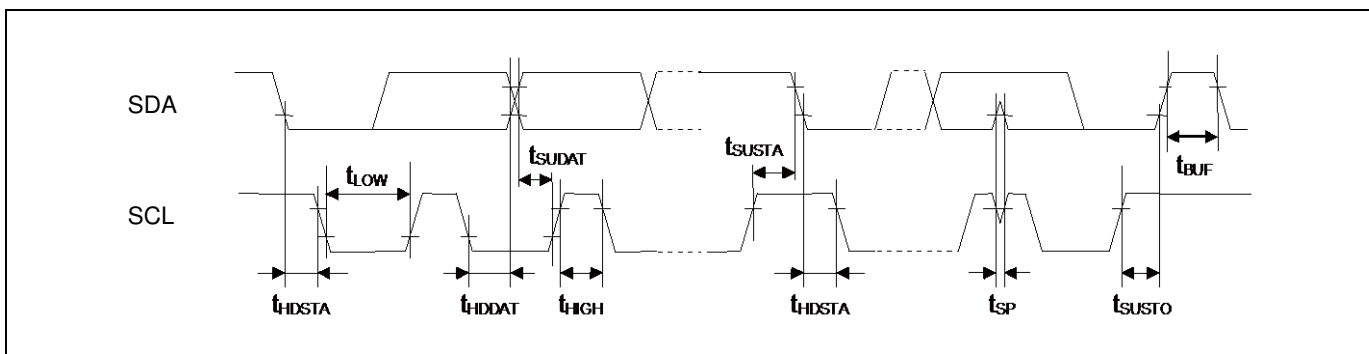 SDA
tSUDAT
tSUSTA
tBUF
tLOW
SCL
tHDSTA
tHDDAT
tHIGH
tHDSTA
tSP
tSUSTO